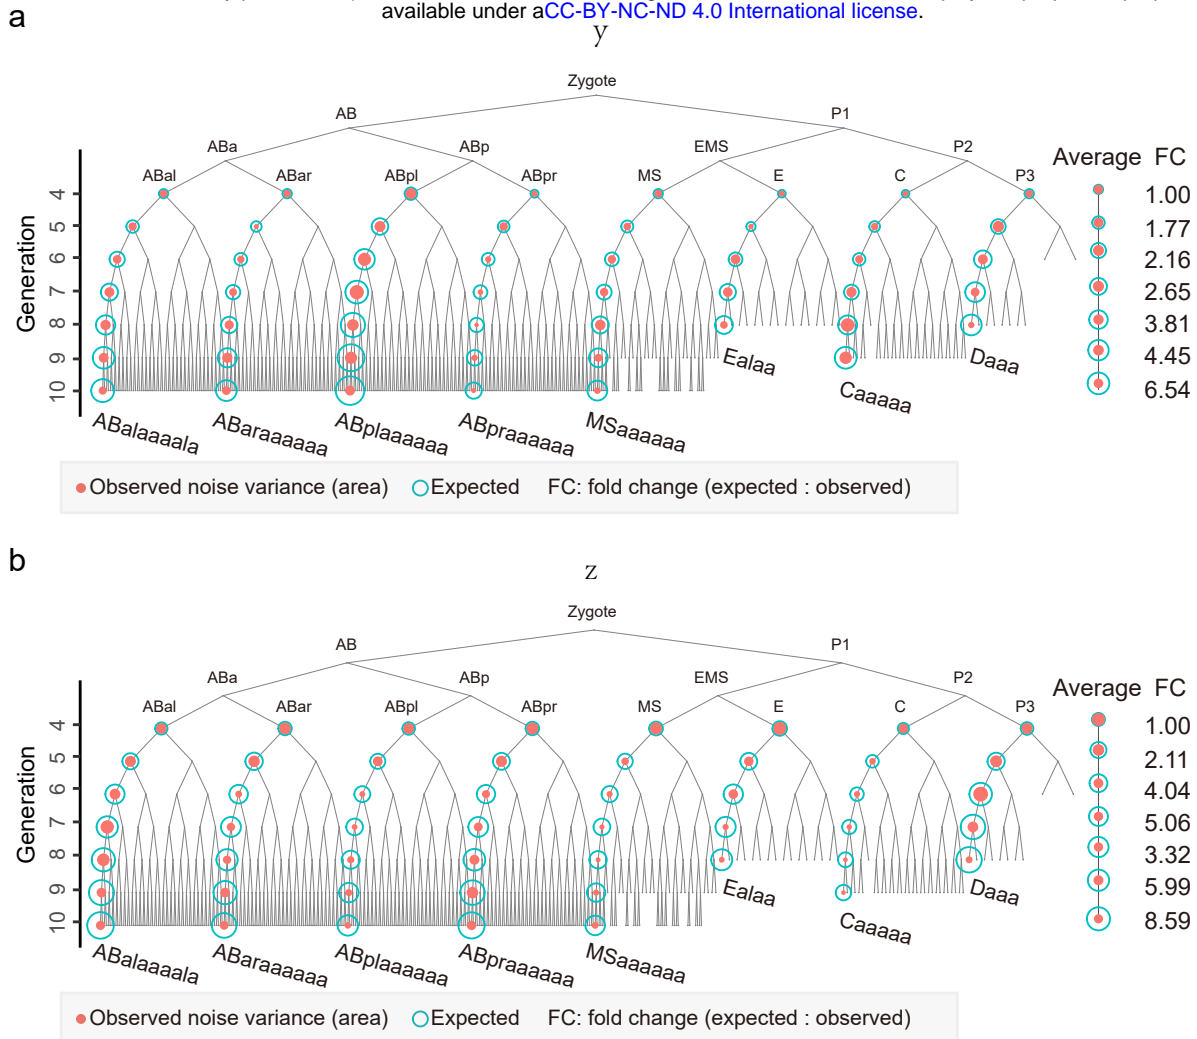 available under aCC-BY-NC-ND 4.0 International license.
a
y
Zygote
AB P1
ABa ABp EMS P2
Average FC
ABal ABar ABpl ABpr MS E C P3
Generation
4 1.00
5 1.77
6 2.16
7 2.65
8 3.81
9 4.45
10 6.54
Ealaa Daaa
Caaaaa
ABalaaaala ABaraaaaaa ABplaaaaaa ABpraaaaaa MSaaaaaa
Observed noise variance (area) Expected FC: fold change (expected : observed)
b
z
Zygote
AB P1
ABa ABp EMS P2
Average FC
ABal ABar ABpl ABpr MS E C P3
Generation
4 1.00
5 2.11
6 4.04
7 5.06
8 3.32
9 5.99
10 8.59
Ealaa Daaa
Caaaaa
ABalaaaala ABaraaaaaa ABplaaaaaa ABpraaaaaa MSaaaaaa
Observed noise variance (area) Expected FC: fold change (expected : observed)